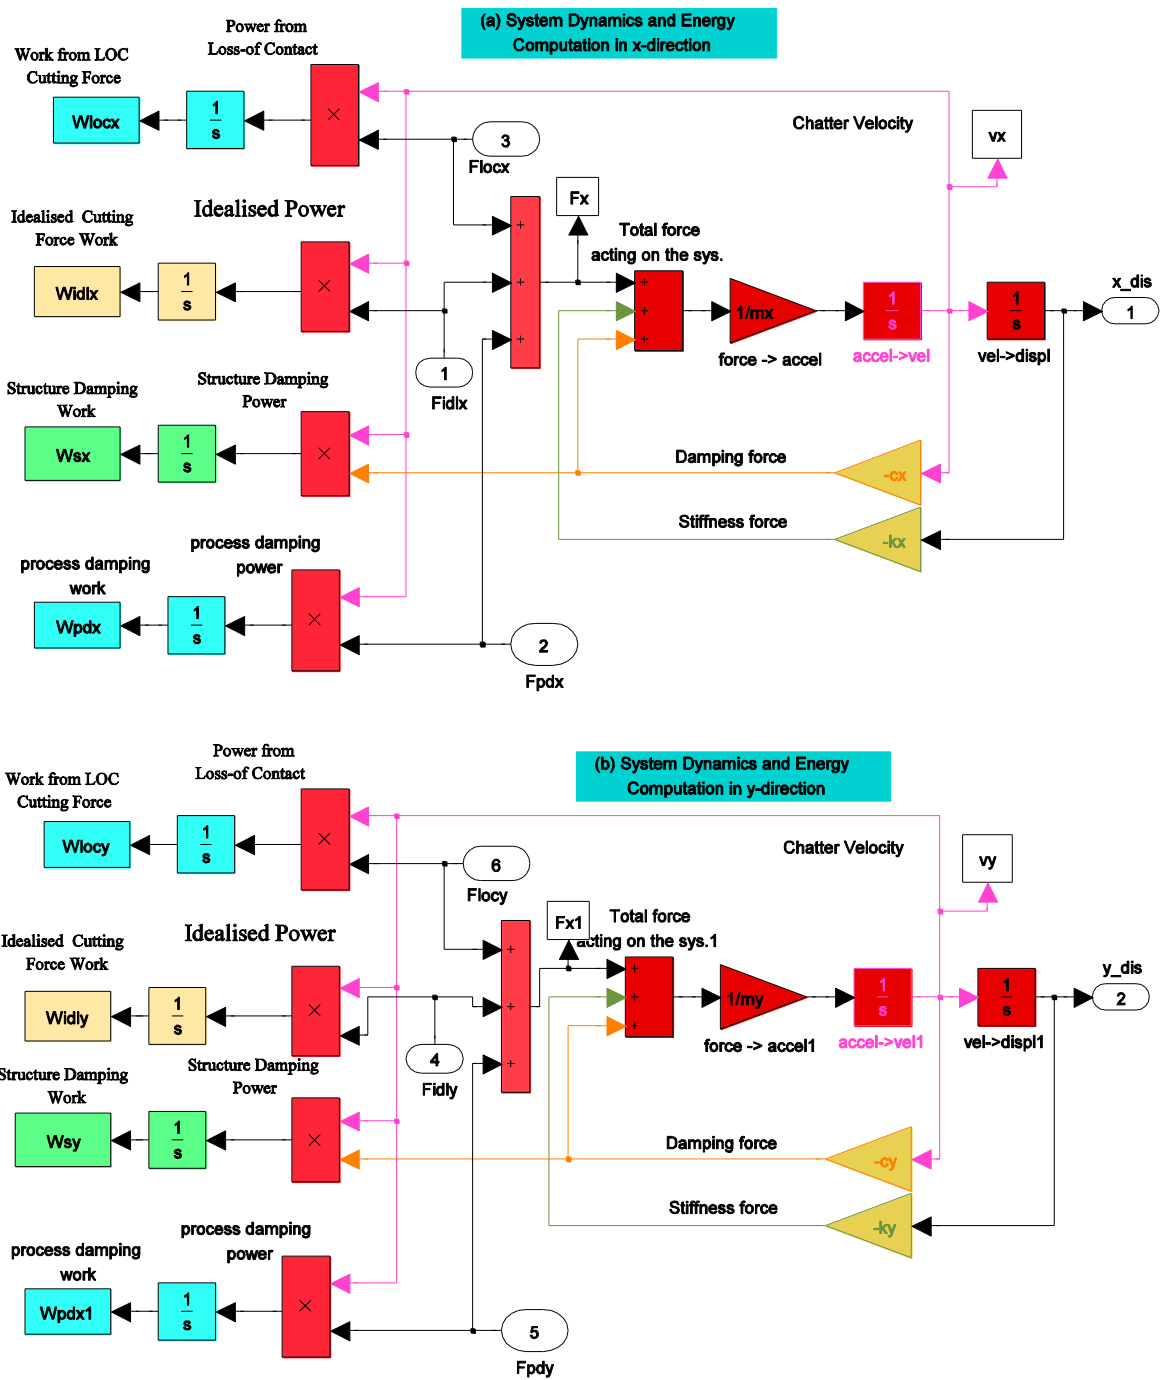 (a) System Dynamics and Energy
Computation in x-direction
Power from
Loss-of Contact
Work from LOC
Cutting Force
Wlocx
1
s
×
3
Flocx
Chatter Velocity
vx
Idealised Power
Idealised Cutting
Force Work
Widlx
1
s
×
+
+
+
Fx
Total force
acting on the sys.
+
+
+
1/mx
force -> accel
1
s
accel->vel
1
s
vel->displ
x_dis
1
1
Fidlx
Structure Damping
Work
Structure Damping
Power
Wsx
1
s
×
Damping force
-cx
Stiffness force
-kx
process damping
work
process damping
power
Wpdx
1
s
×
2
Fpdx
(b) System Dynamics and Energy
Computation in y-direction
Power from
Loss-of Contact
Work from LOC
Cutting Force
Wlocy
1
s
×
6
Flocy
Chatter Velocity
vy
Idealised Power
Idealised Cutting
Force Work
Widly
1
s
×
+
+
+
Fx1
Total force
acting on the sys.1
+
+
+
1/my
force -> accel1
1
s
accel->vel1
1
s
vel->displ1
y_dis
2
4
Fidly
Structure Damping
Work
Structure Damping
Power
Wsy
1
s
×
Damping force
-cy
Stiffness force
-ky
process damping
work
process damping
power
Wpdx1
1
s
×
5
Fpdy